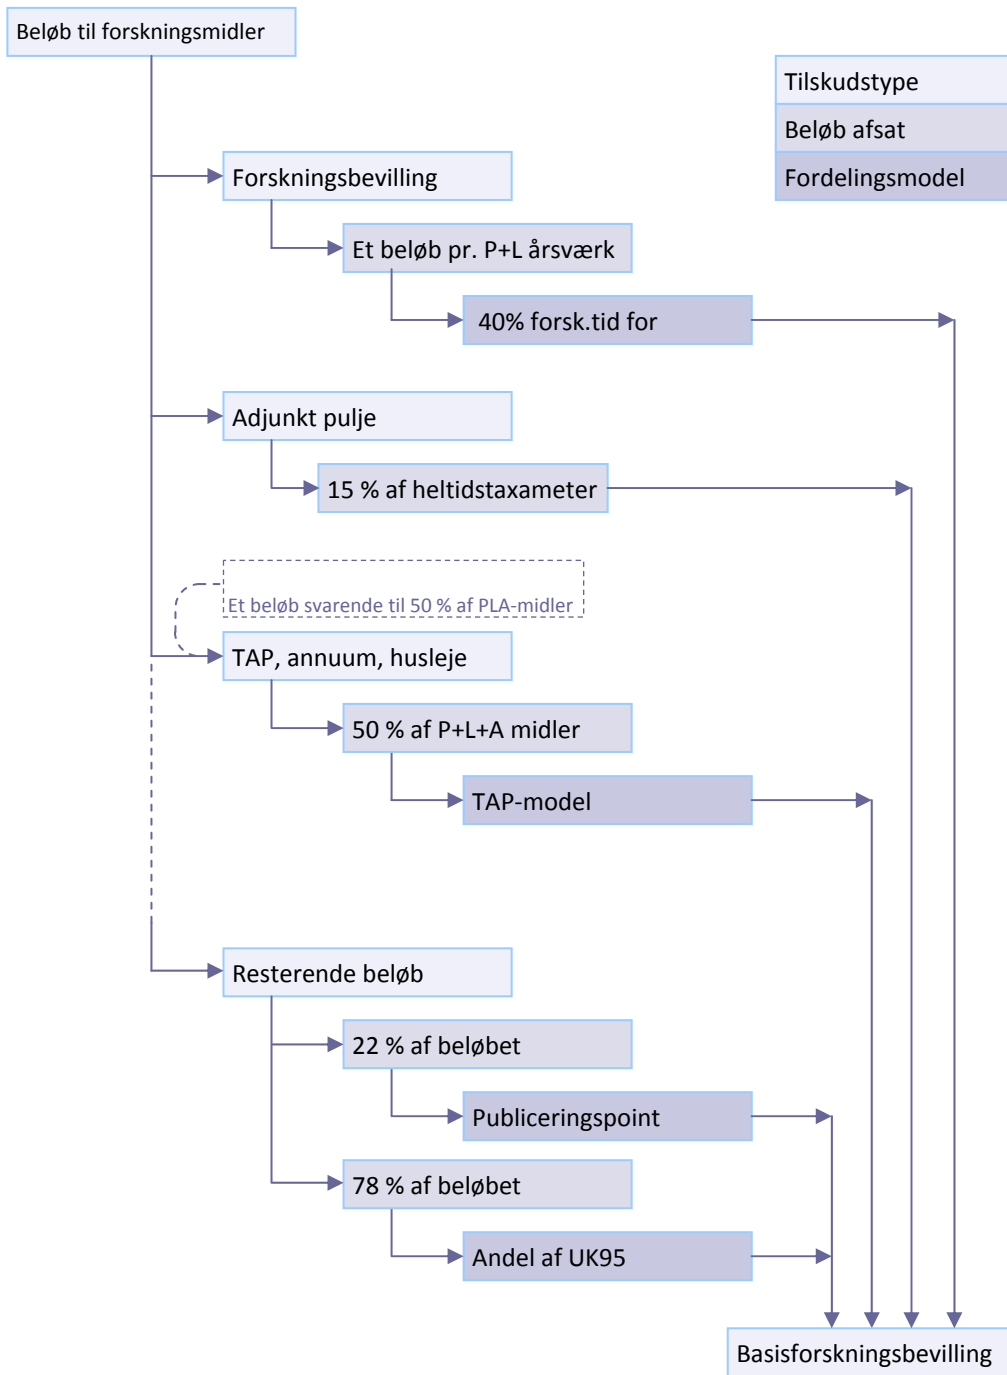 Beløb til forskningsmidler
Tilskudstype
Beløb afsat
Fordelingsmodel
Forskningsbevilling
Et beløb pr. P+L årsværk
40% forsk.tid for
Adjunkt pulje
15 % af heltidstaxameter
Et beløb svarende til 50 % af PLA-midler
TAP, annuum, husleje
50 % af P+L+A midler
TAP-model
Resterende beløb
22 % af beløbet
Publiceringspoint
78 % af beløbet
Andel af UK95
Basisforskningsbevilling